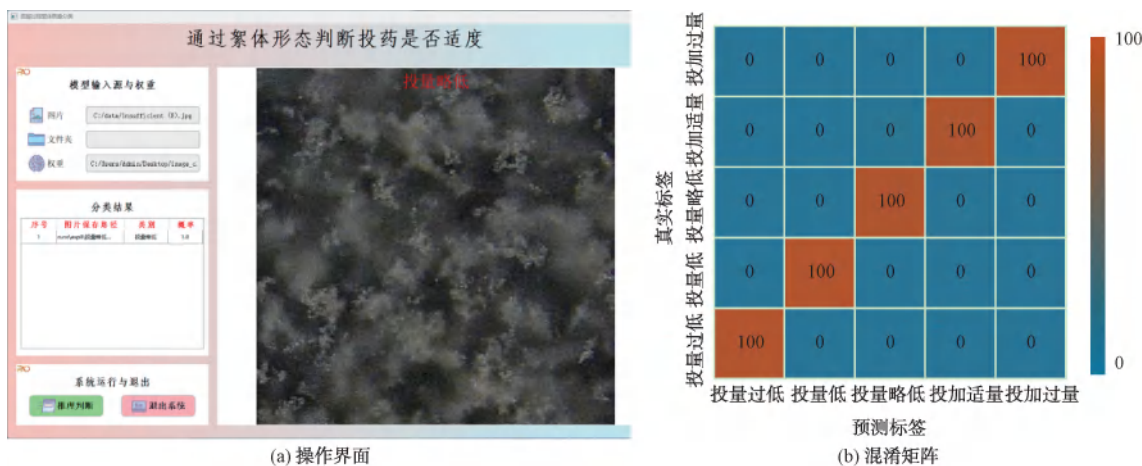 通过絮体形态判断投药是否适度
模型输入源与权重
图片
C:/data/insufficient (8).jpg
文件夹
权重
C:/Users/Admin/Desktop/image_c
分类结果
序号 图片保存路径 类别 概率
1 投量略低 1.0
系统运行与退出
推理判断 退出系统
投量略低
(a) 操作界面
真实标签
投加过量 0 0 0 0 100
投加适量 0 0 0 100 0
投量略低 0 0 100 0 0
投量低 0 100 0 0 0
投量过低 100 0 0 0 0
投量过低 投量低 投量略低 投加适量 投加过量
预测标签
100
0
(b) 混淆矩阵